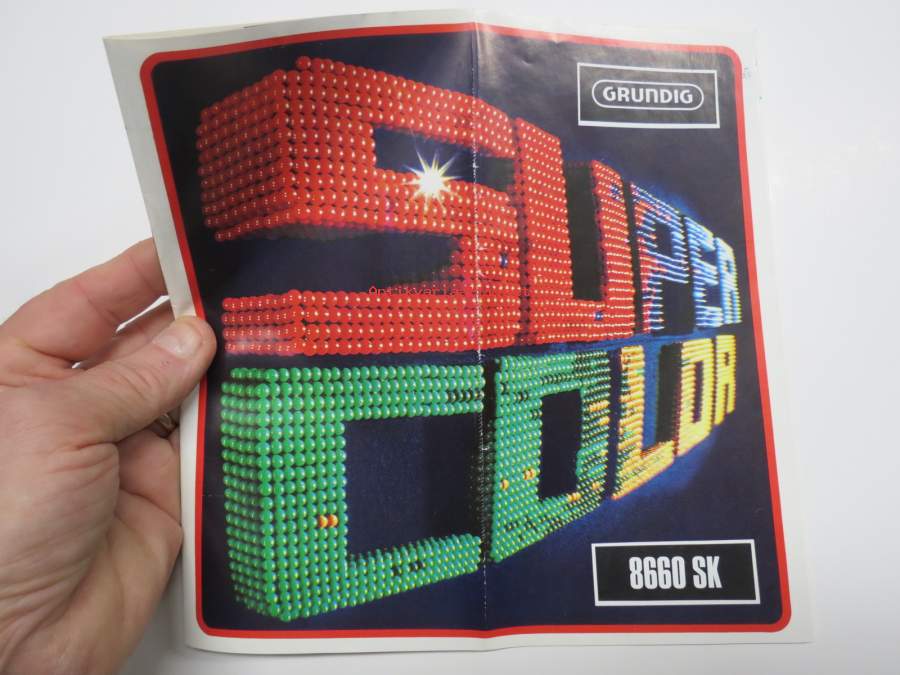 GRUNDIG
SUPER
COLOR
8660 SK